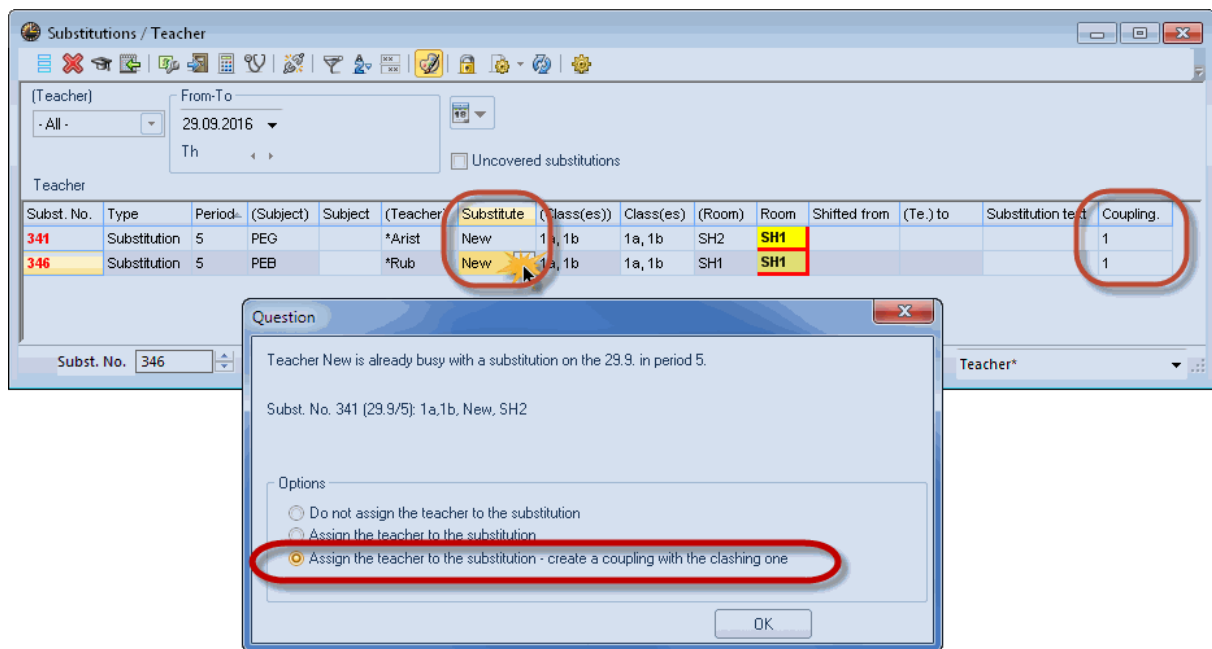 Substitutions / Teacher
(Teacher) From-To
- All - 29.09.2016
Th
Uncovered substitutions
Teacher
Subst. No. Type Period (Subject) Subject (Teacher) Substitute (Class(es)) Class(es) (Room) Room Shifted from (Te.) to Substitution text Coupling.
341 Substitution 5 PEG *Arist New 1a, 1b 1a, 1b SH2 SH1 1
346 Substitution 5 PEB *Rub New 1a, 1b 1a, 1b SH1 SH1 1
Subst. No. 346 Teacher*
Question
Teacher New is already busy with a substitution on the 29.9. in period 5.
Subst. No. 341 (29.9/5): 1a,1b, New, SH2
Options
Do not assign the teacher to the substitution
Assign the teacher to the substitution
Assign the teacher to the substitution - create a coupling with the clashing one
OK